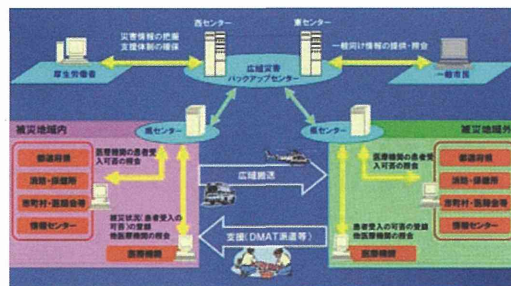 西センター
東センター
災害情報の把握
支援体制の確保
一般向け情報の提供・照会
厚生労働省
広域災害
バックアップセンター
一般市民
被災地域内
県センター
県センター
被災地域外
医療機関の患者受
入可否の照会
医療機関の患者受
入可否の照会
都道府県
消防・保健所
市町村・医師会等
情報センター
広域搬送
都道府県
消防・保健所
市町村・医師会等
情報センター
被災状況(患者受入の
可否)の登録
他医療機関の照会
支援(DMAT派遣等)
患者受入の可否の登録
他医療機関の照会
医療機関
医療機関